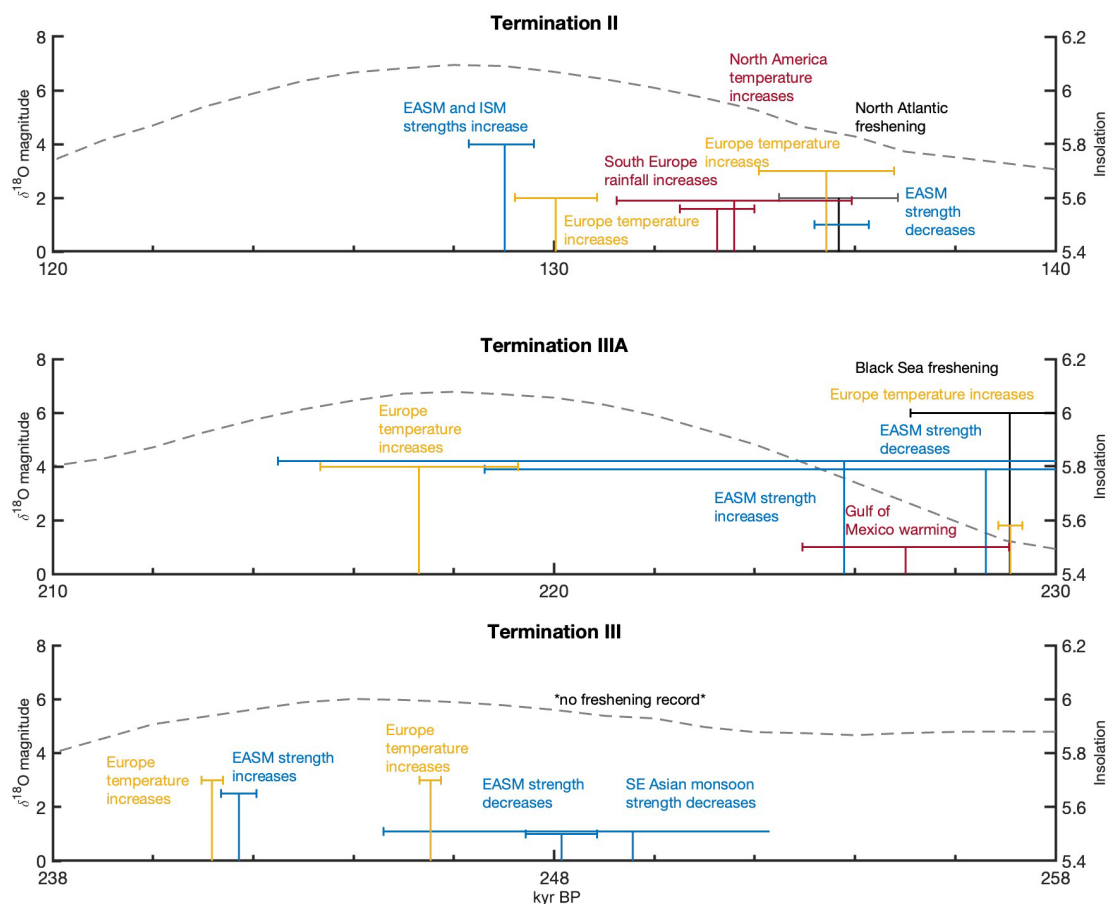 Termination II
8
6
4
2
0
δ18O magnitude
6.2
6
5.8
5.6
5.4
Insolation
120
130
140
EASM and ISM
strengths increase
North America
temperature
increases
North Atlantic
freshening
Europe temperature
increases
South Europe
rainfall increases
EASM
strength
decreases
Europe temperature
increases
Termination IIIA
8
6
4
2
0
δ18O magnitude
6.2
6
5.8
5.6
5.4
Insolation
210
220
230
Black Sea freshening
Europe temperature increases
Europe
temperature
increases
EASM strength
decreases
EASM strength
increases
Gulf of
Mexico warming
Termination III
8
6
4
2
0
δ18O magnitude
6.2
6
5.8
5.6
5.4
Insolation
238
248
258
kyr BP
*no freshening record*
Europe
temperature
increases
EASM strength
increases
Europe
temperature
increases
EASM strength
decreases
SE Asian monsoon
strength decreases